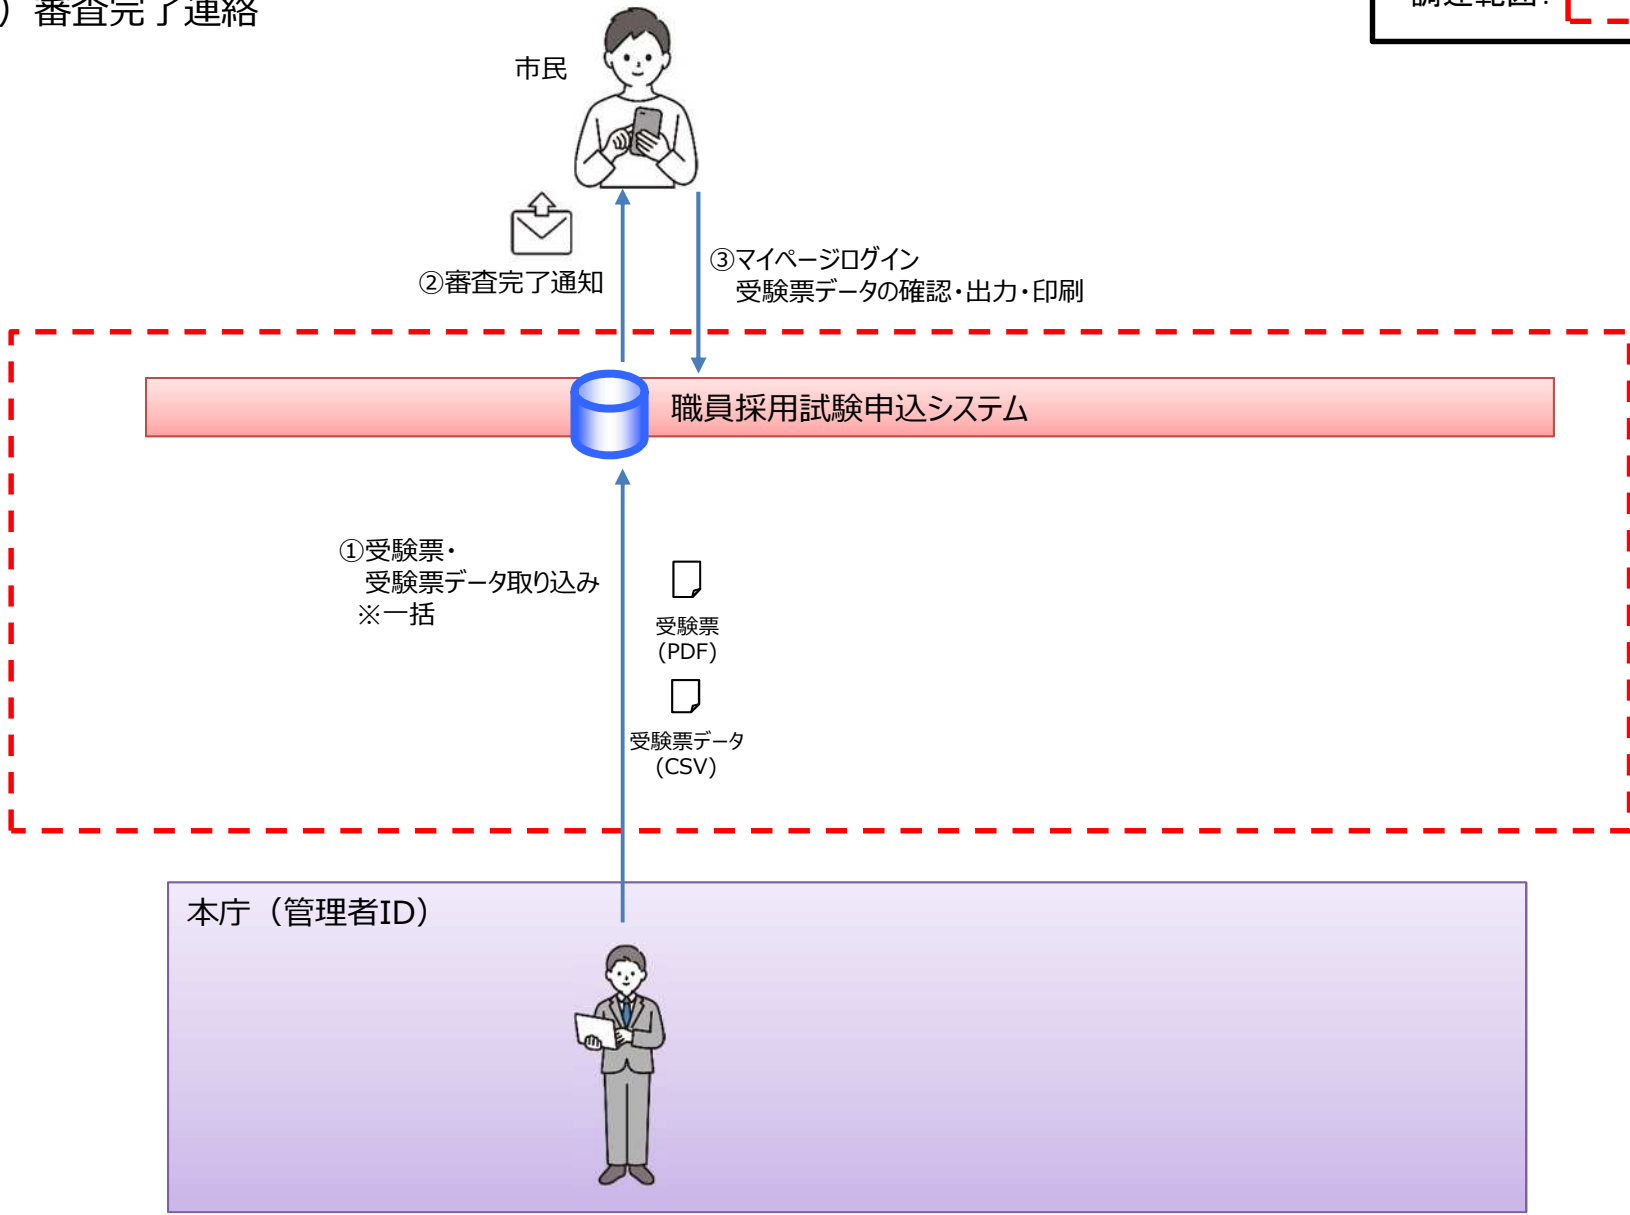 ）審査完了連絡
調達範囲：
市民
②審査完了通知
③マイページログイン
受験票データの確認・出力・印刷
職員採用試験申込システム
①受験票・
受験票データ取り込み
※一括
受験票
(PDF)
受験票データ
(CSV)
本庁（管理者ID）